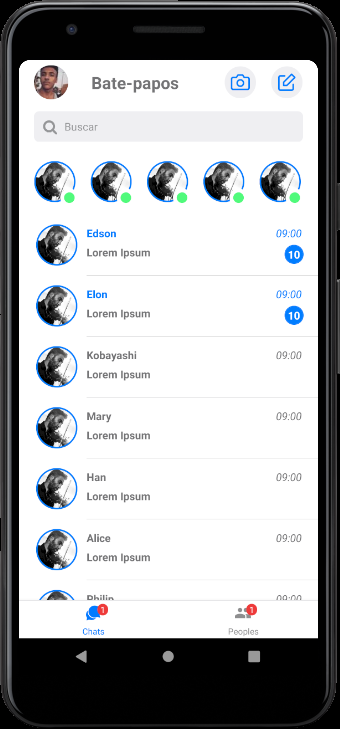 Bate-papos
Buscar
Edson 09:00
Lorem Ipsum 10
Elon 09:00
Lorem Ipsum 10
Kobayashi 09:00
Lorem Ipsum
Mary 09:00
Lorem Ipsum
Han 09:00
Lorem Ipsum
Alice 09:00
Lorem Ipsum
Philip 09:00
1 1
Chats Peoples